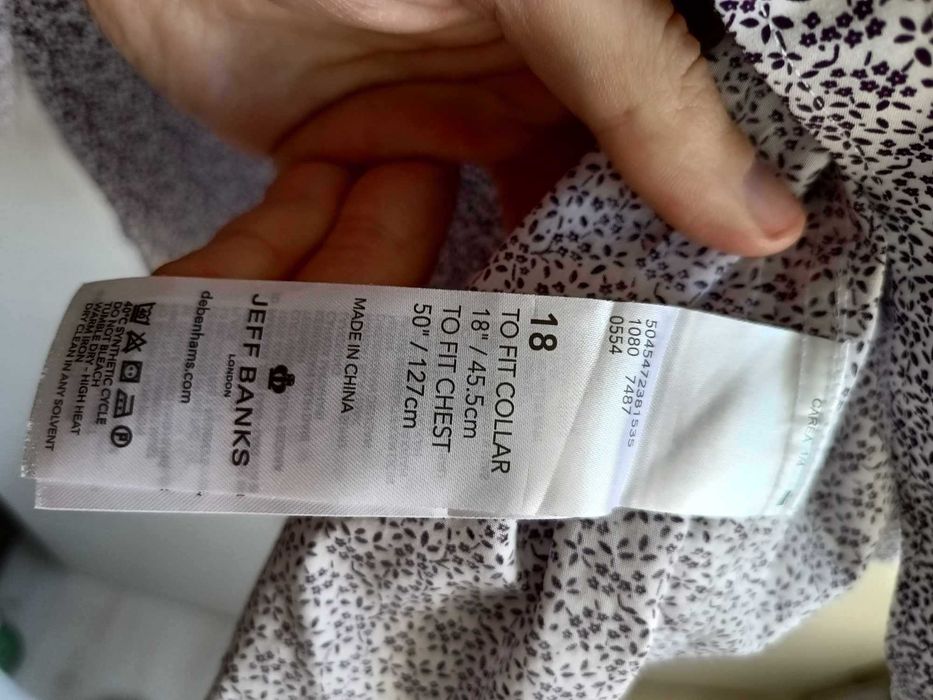 5045472381535
1080 7487
0554
18
TO FIT COLLAR
18" / 45.5cm
TO FIT CHEST
50" / 127cm
MADE IN CHINA
JEFF BANKS
LONDON
debenhams.com
40°C - SYNTHETIC CYCLE
DO NOT BLEACH
TUMBLE DRY - HIGH HEAT
WARM IRON
DRY CLEAN IN ANY SOLVENT